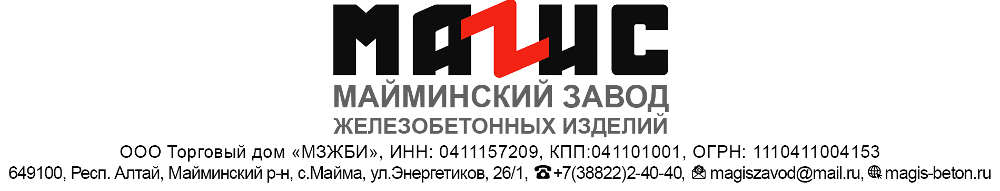 МАГИС
МАЙМИНСКИЙ ЗАВОД
ЖЕЛЕЗОБЕТОННЫХ ИЗДЕЛИЙ
ООО Торговый дом «МЗЖБИ», ИНН: 0411157209, КПП:041101001, ОГРН: 1110411004153
649100, Респ. Алтай, Майминский р-н, с.Майма, ул.Энергетиков, 26/1, ☎+7(38822)2-40-40, magiszavod@mail.ru, magis-beton.ru